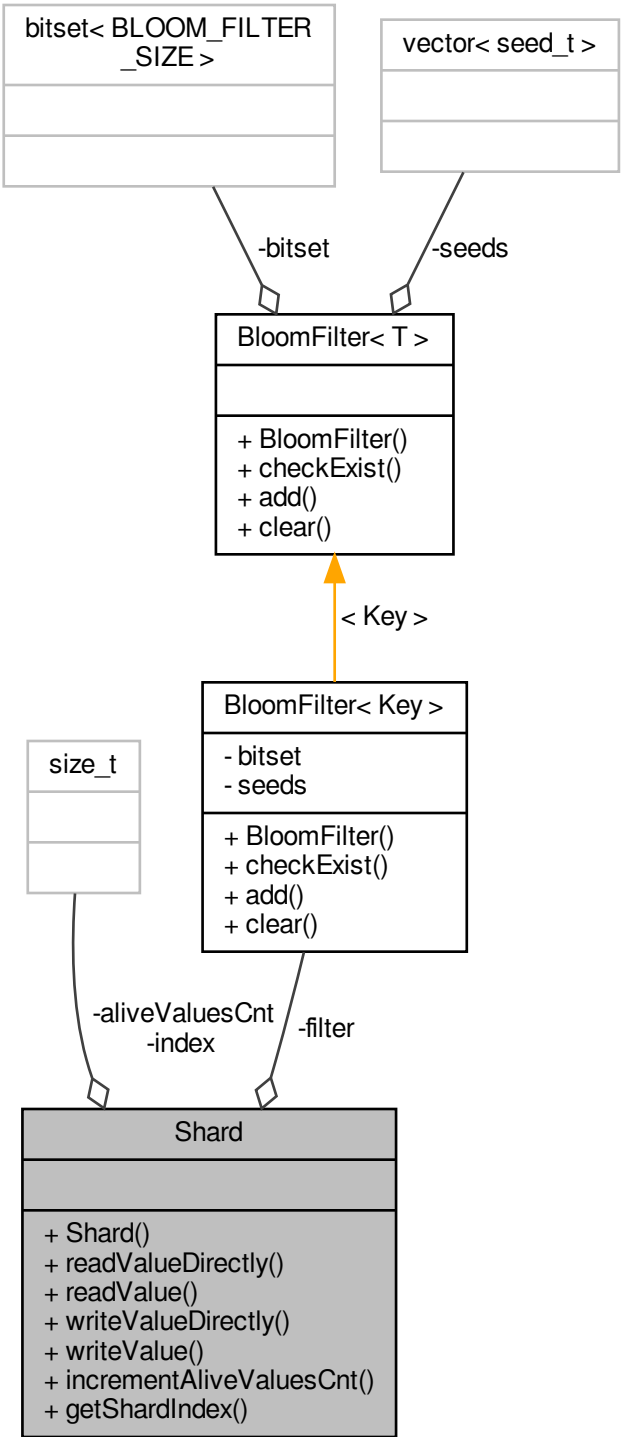 bitset< BLOOM_FILTER
_SIZE >
vector< seed_t >
-bitset
-seeds
BloomFilter< T >
+ BloomFilter()
+ checkExist()
+ add()
+ clear()
< Key >
BloomFilter< Key >
- bitset
- seeds
+ BloomFilter()
+ checkExist()
+ add()
+ clear()
size_t
-aliveValuesCnt
-index
-filter
Shard
+ Shard()
+ readValueDirectly()
+ readValue()
+ writeValueDirectly()
+ writeValue()
+ incrementAliveValuesCnt()
+ getShardIndex()